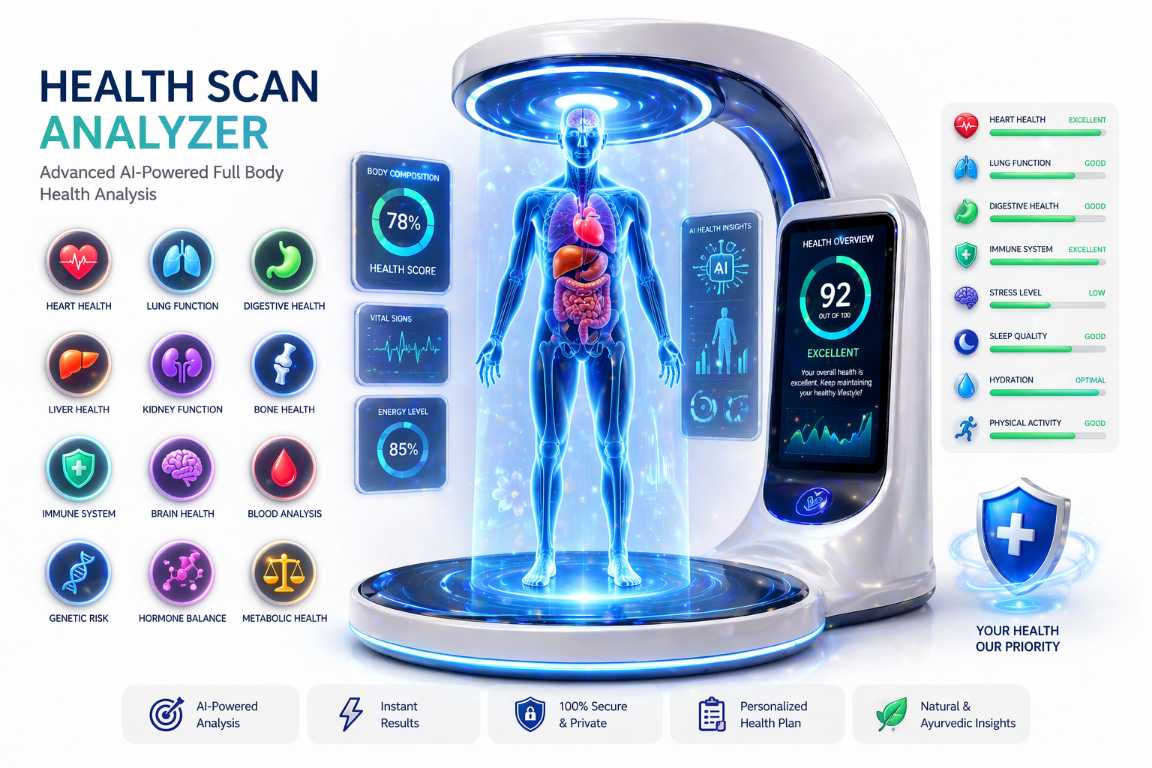 HEALTH SCAN
ANALYZER
Advanced AI-Powered Full Body
Health Analysis
HEART HEALTH
LUNG FUNCTION
DIGESTIVE HEALTH
LIVER HEALTH
KIDNEY FUNCTION
BONE HEALTH
IMMUNE SYSTEM
BRAIN HEALTH
BLOOD ANALYSIS
GENETIC RISK
HORMONE BALANCE
METABOLIC HEALTH
BODY COMPOSITION
78%
HEALTH SCORE
VITAL SIGNS
ENERGY LEVEL
85%
AI HEALTH INSIGHTS
AI
HEALTH OVERVIEW
92
OUT OF 100
EXCELLENT
Your overall health is
excellent. Keep maintaining
your healthy lifestyle!
HEART HEALTH EXCELLENT
LUNG FUNCTION GOOD
DIGESTIVE HEALTH GOOD
IMMUNE SYSTEM EXCELLENT
STRESS LEVEL LOW
SLEEP QUALITY GOOD
HYDRATION OPTIMAL
PHYSICAL ACTIVITY GOOD
YOUR HEALTH
OUR PRIORITY
AI-Powered
Analysis
Instant
Results
100% Secure
& Private
Personalized
Health Plan
Natural &
Ayurvedic Insights